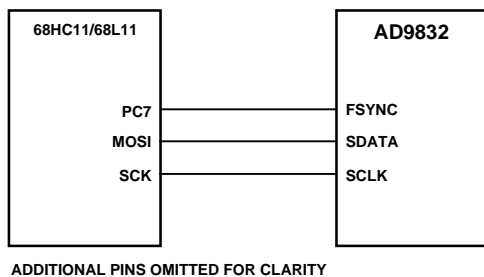 68HC11/68L11
AD9832
PC7
FSYNC
MOSI
SDATA
SCK
SCLK
ADDITIONAL PINS OMITTED FOR CLARITY